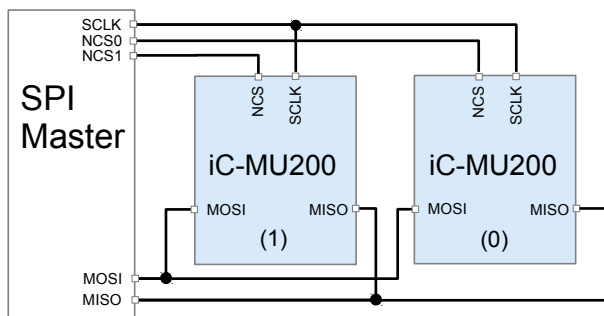 SCLK
NCS0
NCS1
SPI
Master
NCS
SCLK
iC-MU200
MOSI
MISO
(1)
NCS
SCLK
iC-MU200
MOSI
MISO
(0)
MOSI
MISO